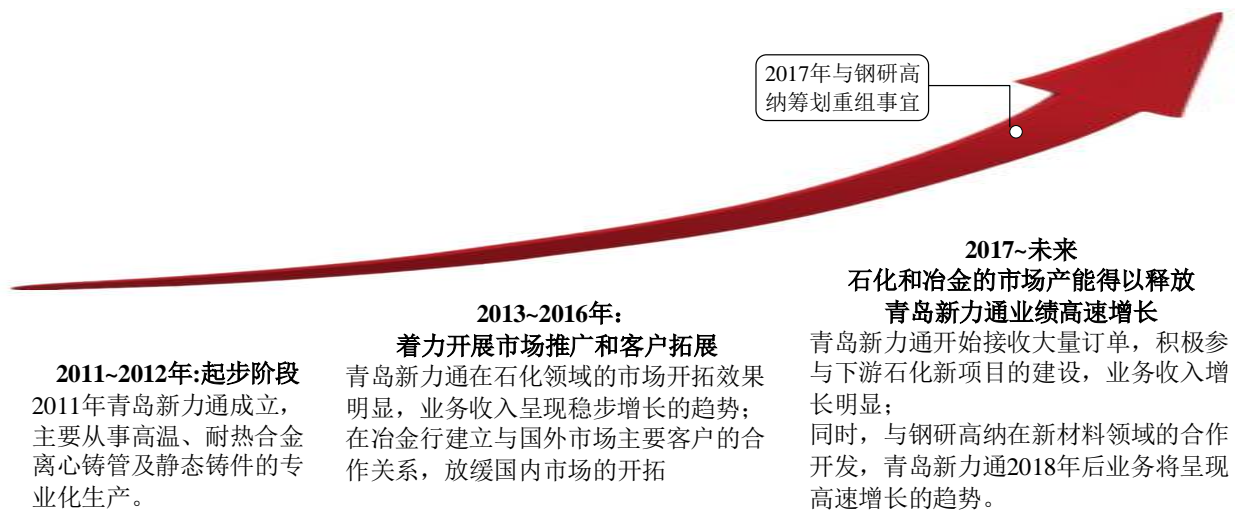 2017年与钢研高
纳筹划重组事宜
2011~2012年:起步阶段
2011年青岛新力通成立，
主要从事高温、耐热合金
离心铸管及静态铸件的专
业化生产。
2013~2016年：
着力开展市场推广和客户拓展
青岛新力通在石化领域的市场开拓效果
明显，业务收入呈现稳步增长的趋势；
在冶金行建立与国外市场主要客户的合
作关系，放缓国内市场的开拓
2017~未来
石化和冶金的市场产能得以释放
青岛新力通业绩高速增长
青岛新力通开始接收大量订单，积极参
与下游石化新项目的建设，业务收入增
长明显；
同时，与钢研高纳在新材料领域的合作
开发，青岛新力通2018年后业务将呈现
高速增长的趋势。